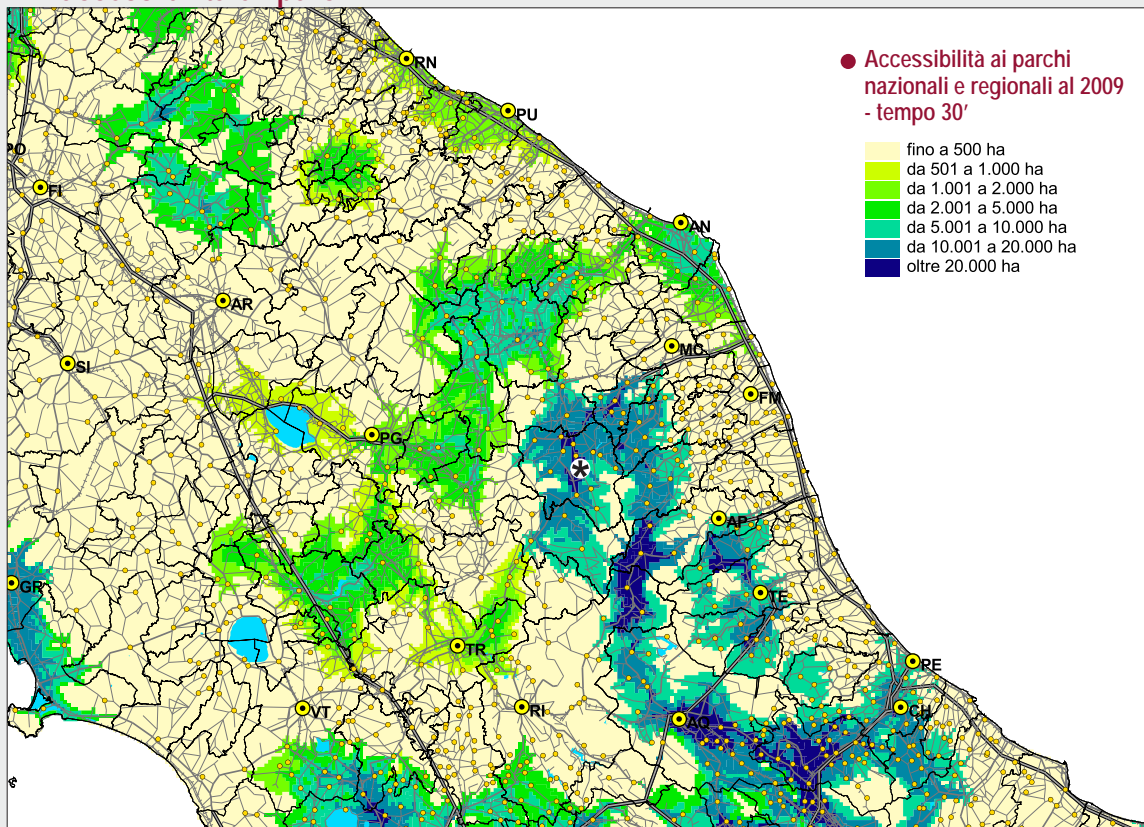 RN
PU
PO
FI
AN
AR
MC
SI
FM
PG
AP
GR
TE
TR
PE
VT
RI
AQ
CH
*
Accessibilità ai parchi
nazionali e regionali al 2009
- tempo 30'
fino a 500 ha
da 501 a 1.000 ha
da 1.001 a 2.000 ha
da 2.001 a 5.000 ha
da 5.001 a 10.000 ha
da 10.001 a 20.000 ha
oltre 20.000 ha